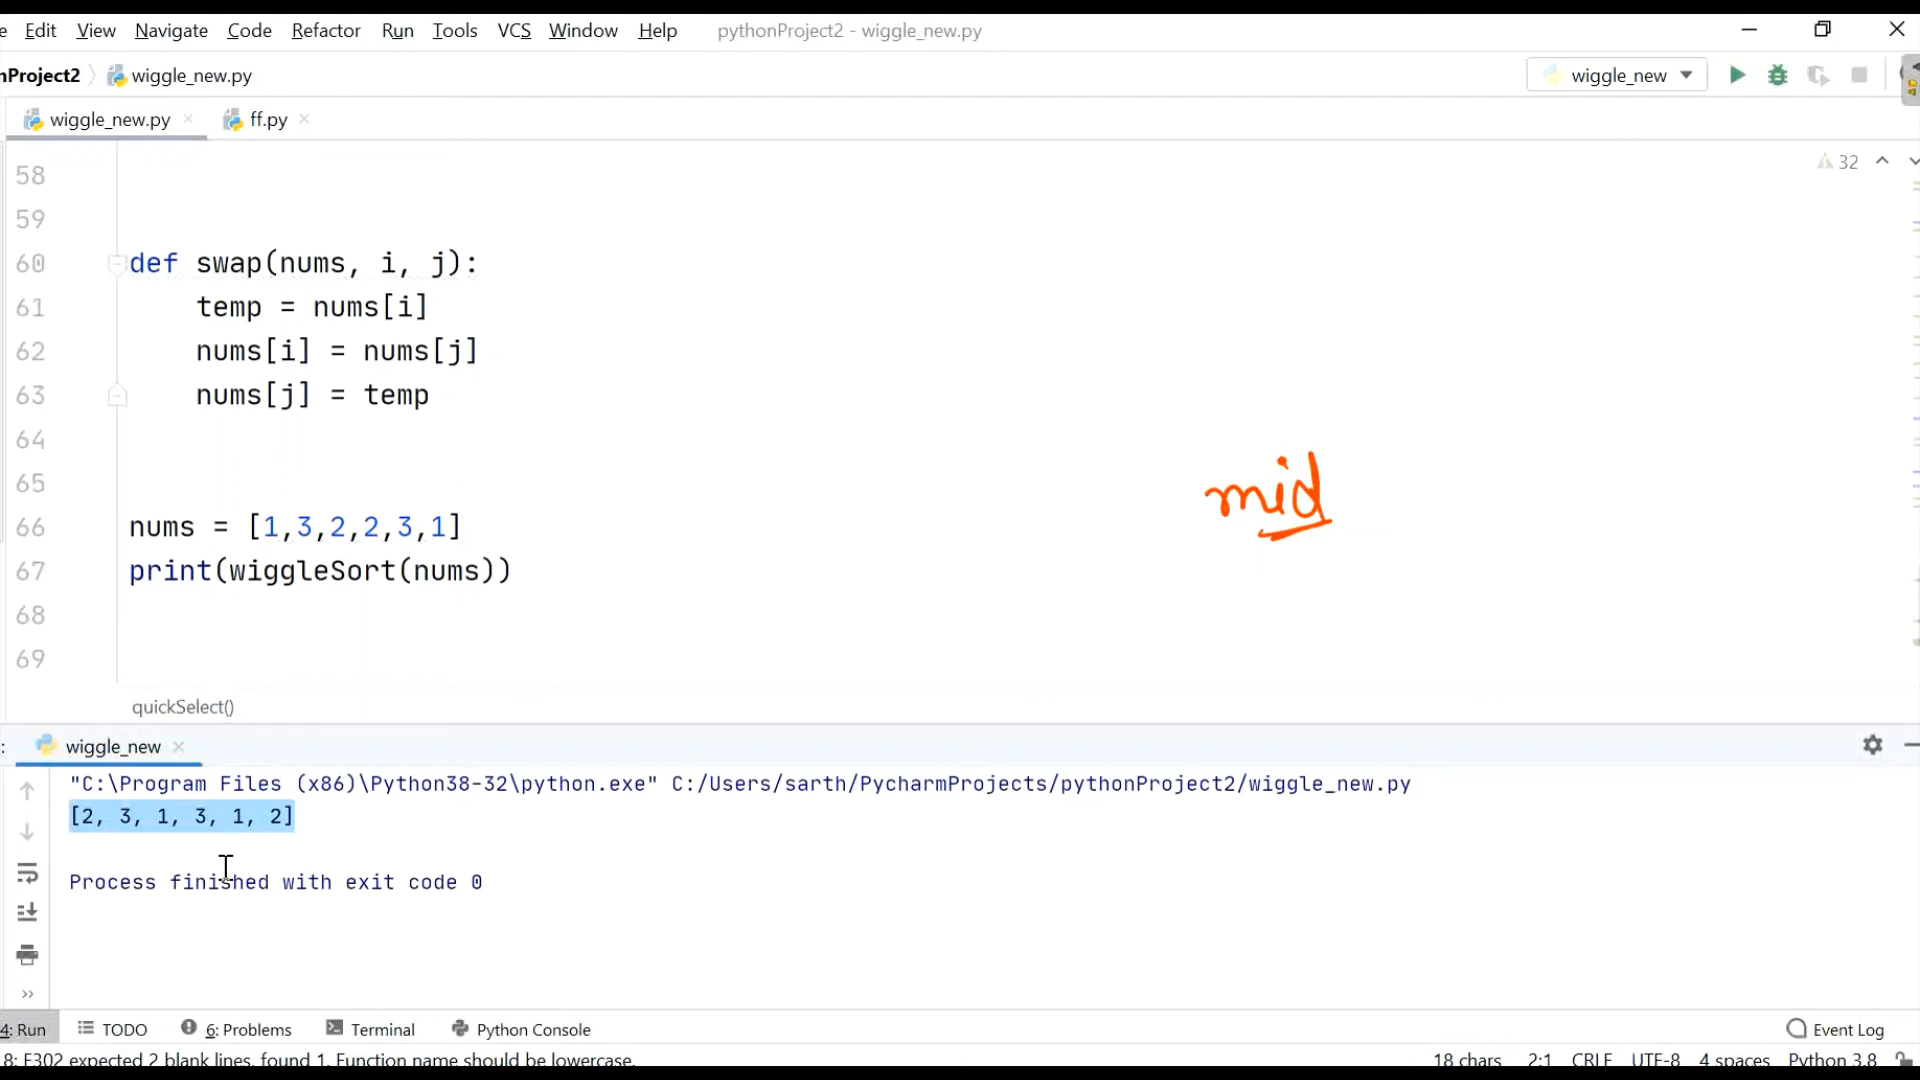 Edit View Navigate Code Refactor Run Tools VCS Window Help pythonProject2 - wiggle_new.py
nProject2 wiggle_new.py wiggle_new
wiggle_new.py ff.py
32
58
59
60 def swap(nums, i, j):
61 temp = nums[i]
62 nums[i] = nums[j]
63 nums[j] = temp
64
mid
65
66 nums = [1,3,2,2,3,1]
67 print(wiggleSort(nums))
68
69
quickSelect()
: wiggle_new
"C:\Program Files (x86)\Python38-32\python.exe" C:/Users/sarth/PycharmProjects/pythonProject2/wiggle_new.py
[2, 3, 1, 3, 1, 2]
Process finished with exit code 0
4: Run TODO 6: Problems Terminal Python Console Event Log
8: E302 expected 2 blank lines, found 1. Function name should be lowercase. 18 chars 2:1 CRLF UTF-8 4 spaces Python 3.8